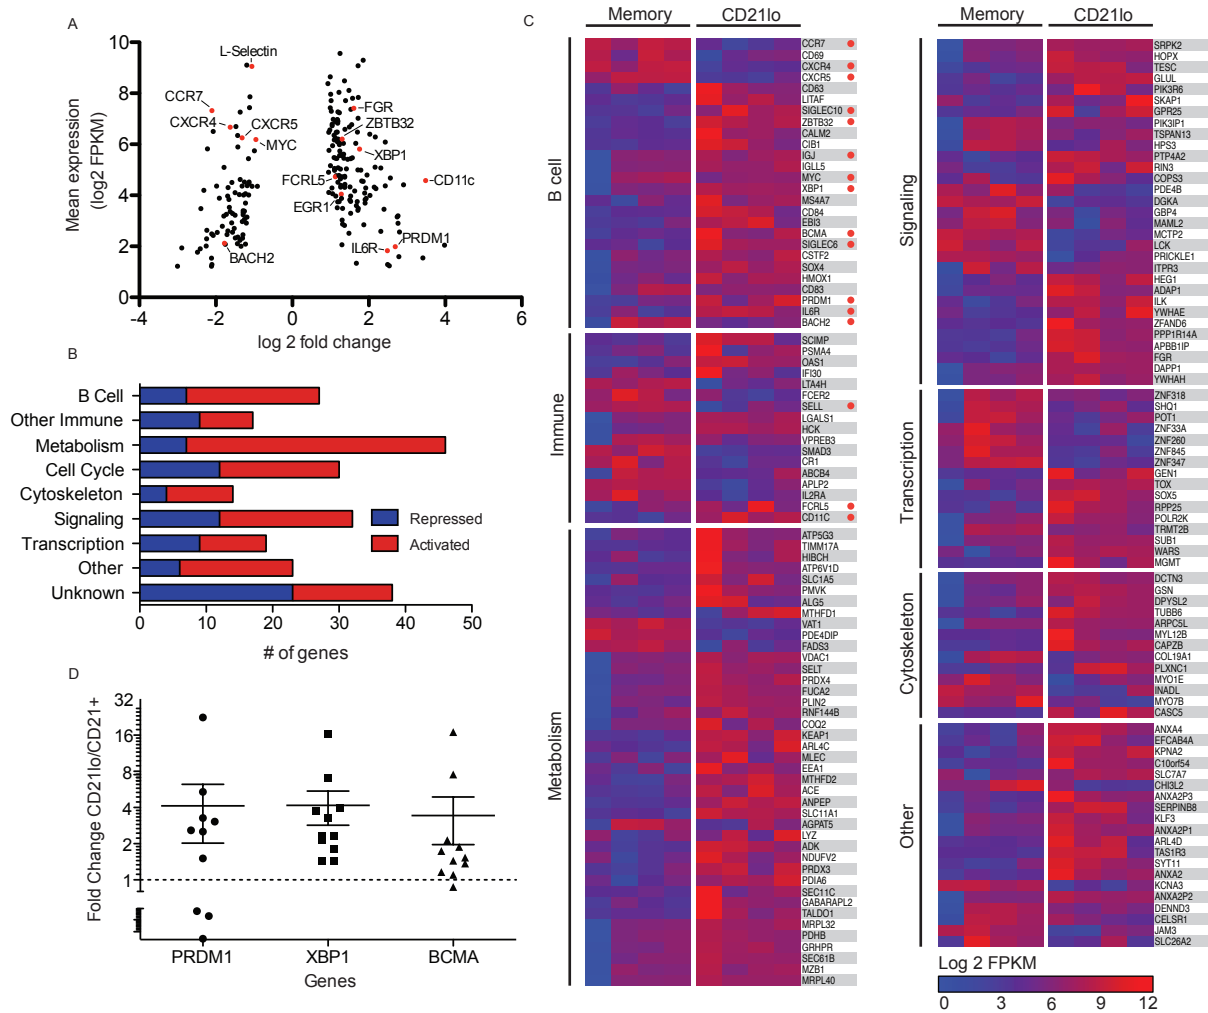 A
Mean expression
(log2 FPKM)
10
8
6
4
2
0
-4
-2
0
2
4
6
log 2 fold change
L-Selectin
CCR7
CXCR4
CXCR5
MYC
BACH2
FGR
ZBTB32
XBP1
FCRL5
EGR1
CD11c
IL6R
PRDM1
B
B Cell
Other Immune
Metabolism
Cell Cycle
Cytoskeleton
Signaling
Transcription
Other
Unknown
Repressed
Activated
0
10
20
30
40
50
# of genes
D
Fold Change CD21lo/CD21+
32
16
8
4
2
1
PRDM1
XBP1
BCMA
Genes
C
Memory
CD21lo
B cell
CCR7
CD69
CXCR4
CXCR5
CD63
LITAF
SIGLEC10
ZBTB32
CALM2
CIB1
IGJ
IGLL5
MYC
XBP1
MS4A7
CD84
EBI3
BCMA
SIGLEC6
CSTF2
SOX4
HMOX1
CD83
PRDM1
IL6R
BACH2
Immune
SCIMP
PSMA4
OAS1
IFI30
LTA4H
FCER2
SELL
LGALS1
HCK
VPREB3
SMAD3
CR1
ABCB4
APLP2
IL2RA
FCRL5
CD11C
Metabolism
ATP5G3
TIMM17A
HIBCH
ATP6V1D
SLC1A5
PMVK
ALG5
MTHFD1
VAT1
PDE4DIP
FADS3
VDAC1
SELT
PRDX4
FUCA2
PLIN2
RNF144B
COQ2
KEAP1
ARL4C
MLEC
EEA1
MTHFD2
ACE
ANPEP
SLC11A1
AGPAT5
LYZ
ADK
NDUFV2
PRDX3
PDIA6
SEC11C
GABARAPL2
TALDO1
MRPL32
PDHB
GRHPR
SEC61B
MZB1
MRPL40
Memory
CD21lo
Signaling
SRPK2
HOPX
TESC
GLUL
PIK3R6
SKAP1
GPR25
PIK3IP1
TSPAN13
HPS3
PTP4A2
RIN3
COPS3
PDE4B
DGKA
GBP4
MAML2
MCTP2
LCK
PRICKLE1
ITPR3
HEG1
ADAP1
ILK
YWHAE
ZFAND6
PPP1R14A
APBB1IP
FGR
DAPP1
YWHAH
Transcription
ZNF318
SHQ1
POT1
ZNF33A
ZNF260
ZNF845
ZNF347
GEN1
TOX
SOX5
RPP25
POLR2K
TRMT2B
SUB1
WARS
MGMT
Cytoskeleton
DCTN3
GSN
DPYSL2
TUBB6
ARPC5L
MYL12B
CAPZB
COL19A1
PLXNC1
MYO1E
INADL
MYO7B
CASC5
Other
ANXA4
EFCAB4A
KPNA2
C10orf54
SLC7A7
CHI3L2
ANXA2P3
SERPINB8
KLF3
ANXA2P1
ARL4D
TAS1R3
SYT11
ANXA2
KCNA3
ANXA2P2
DENND3
CELSR1
JAM3
SLC26A2
Log 2 FPKM
0
3
6
9
12